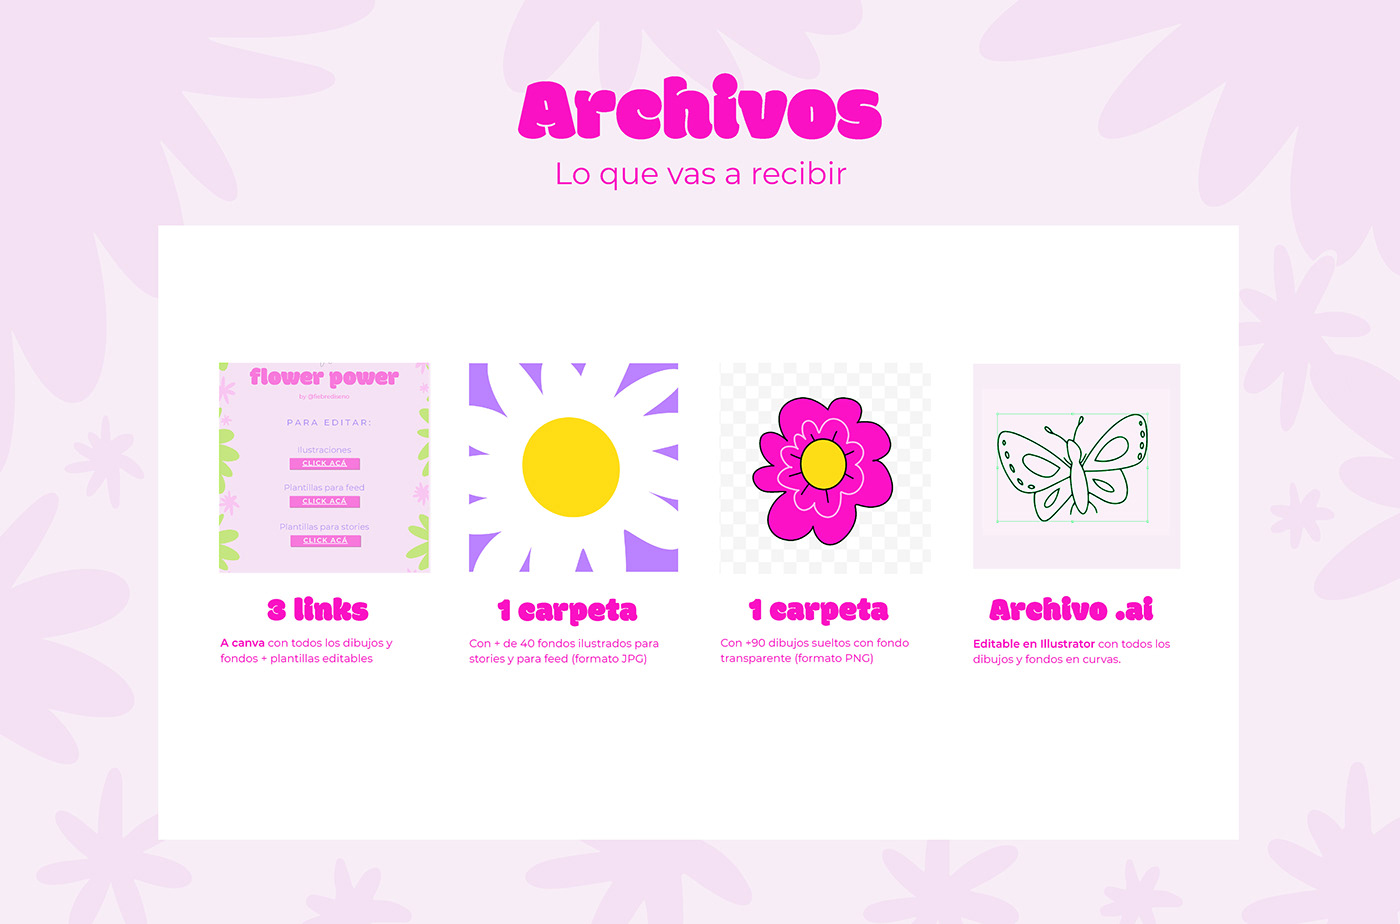 Archivos
Lo que vas a recibir
flower power
PARA EDITAR:
Ilustraciones
CLICK ACÁ
Plantillas para feed
CLICK ACÁ
Plantillas para stories
CLICK ACÁ
3 links
A canva con todos los dibujos y
fondos + plantillas editables
1 carpeta
Con + de 40 fondos ilustrados para
stories y para feed (formato JPG)
1 carpeta
Con +90 dibujos sueltos con fondo
transparente (formato PNG)
Archivo .ai
Editable en Illustrator con todos los
dibujos y fondos en curvas.